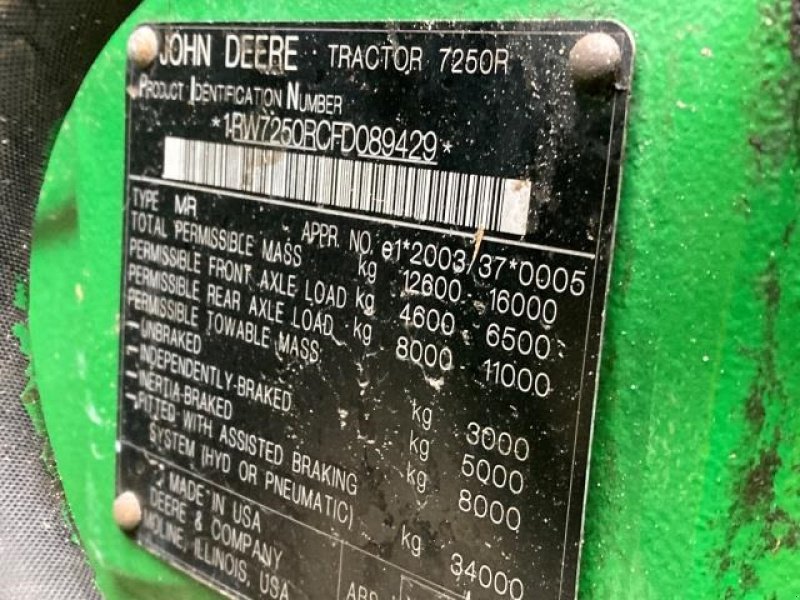 JOHN DEERE TRACTOR 7250R
PRODUCT IDENTIFICATION NUMBER
*1RW7250RCFD089429*
TYPE MR APPR. NO. e1*2003/37*0005
TOTAL PERMISSIBLE MASS kg 12600 - 16000
PERMISSIBLE FRONT AXLE LOAD kg 4600 - 6500
PERMISSIBLE REAR AXLE LOAD kg 8000 - 11000
PERMISSIBLE TOWABLE MASS:
-UNBRAKED kg 3000
-INDEPENDENTLY-BRAKED kg 5000
-INERTIA-BRAKED kg 8000
-FITTED WITH ASSISTED BRAKING
SYSTEM (HYD OR PNEUMATIC) kg 34000
MADE IN USA
DEERE & COMPANY
MOLINE, ILLINOIS, USA